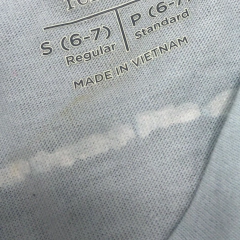 S (6-7) P (6-7
Regular Standard
MADE IN VIETNAM